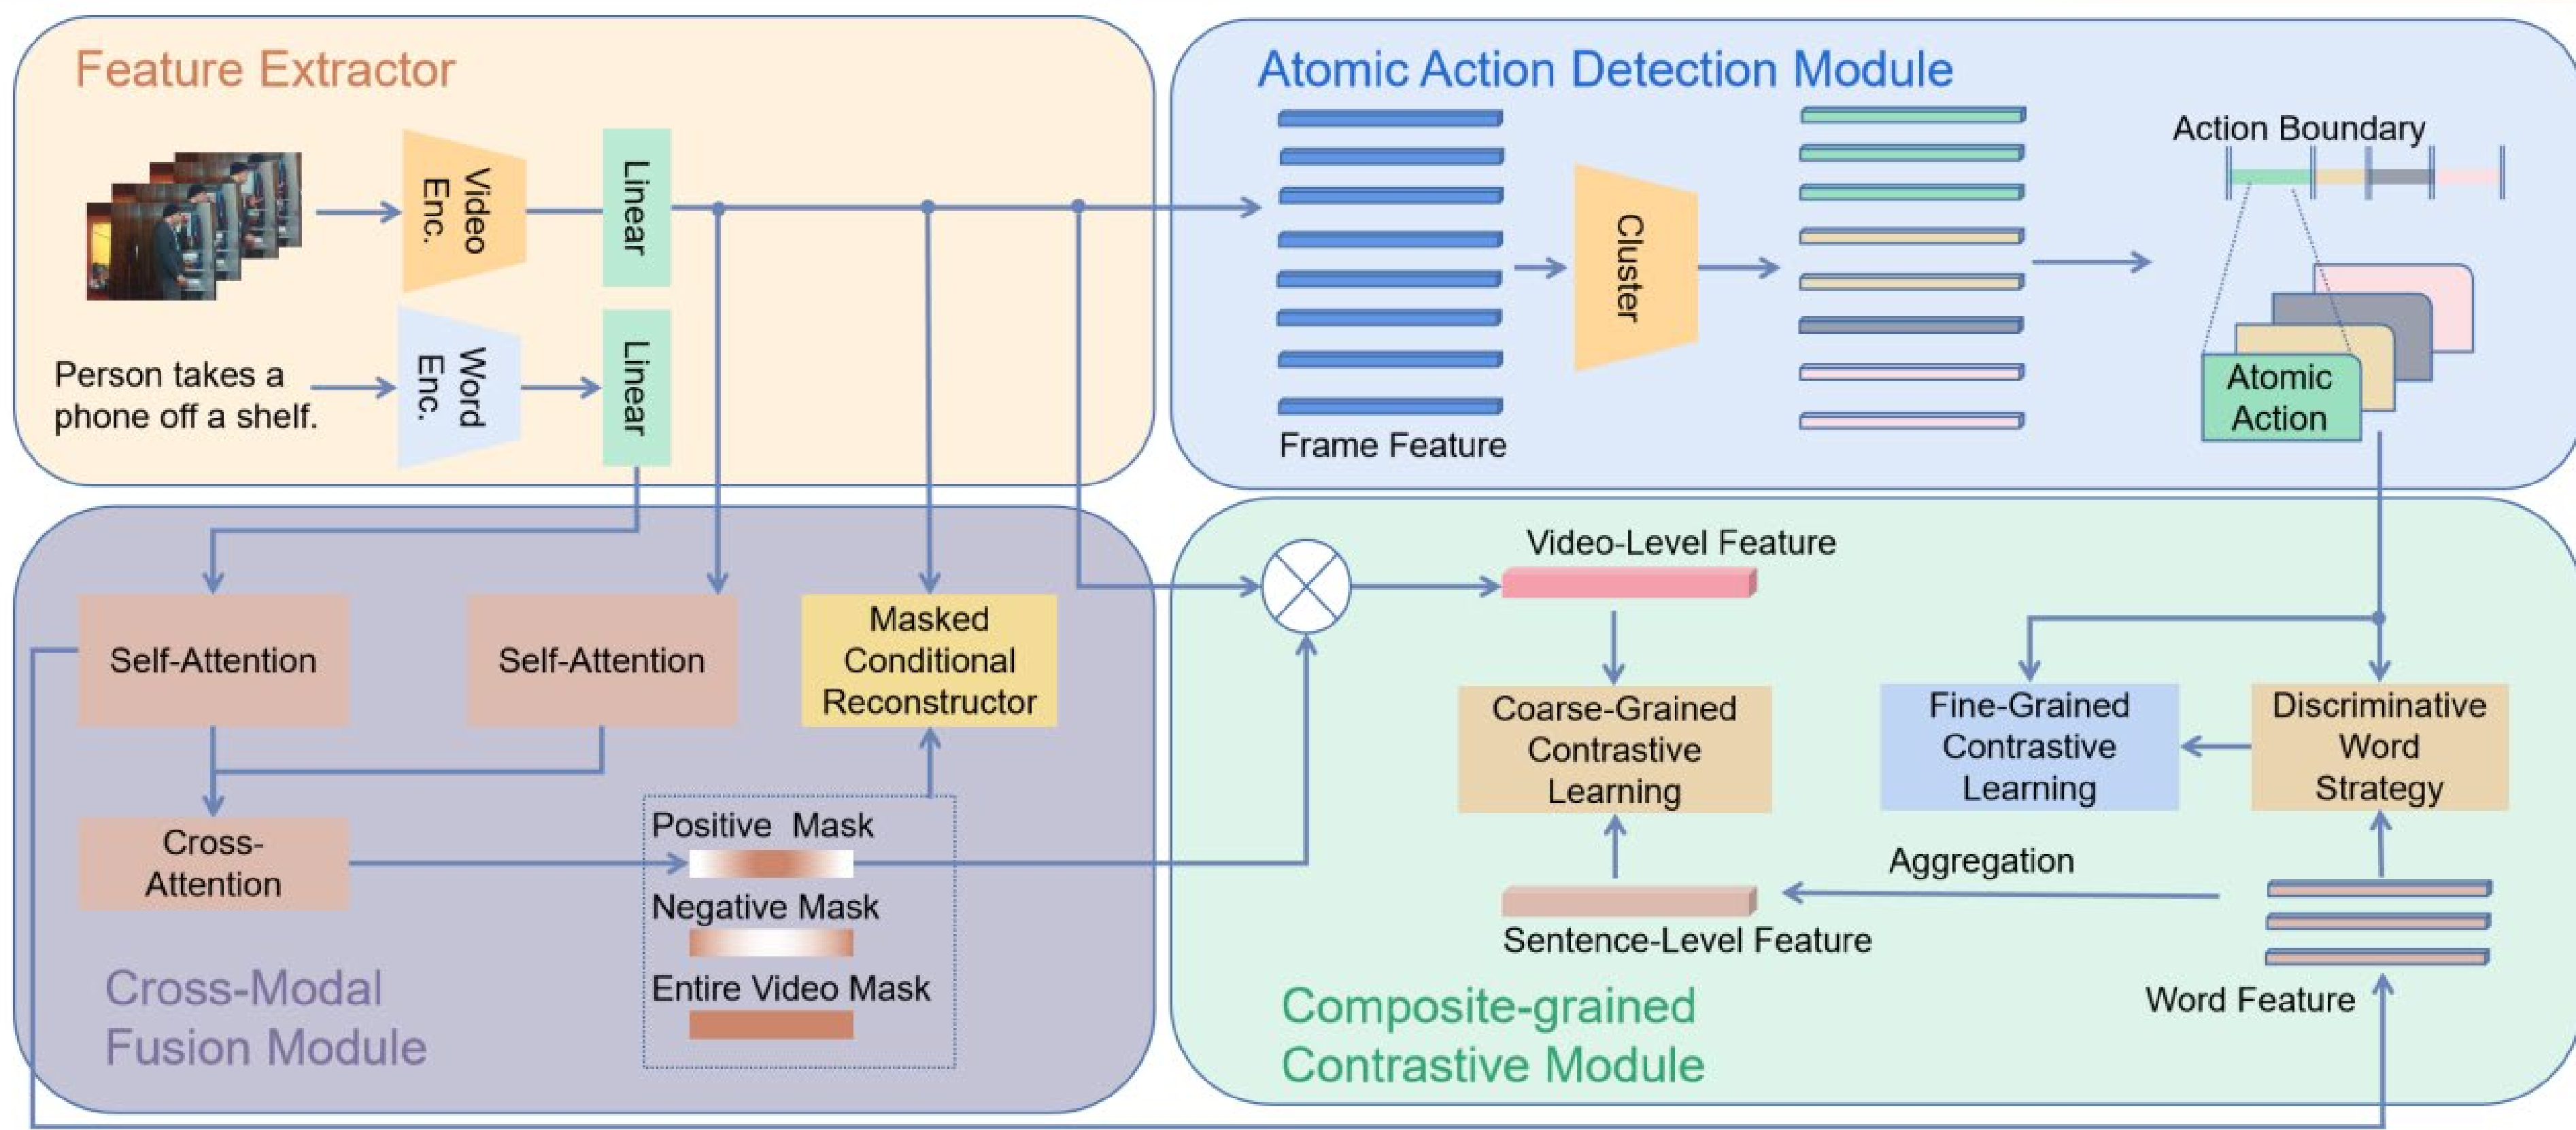 Feature Extractor
Video
Enc.
Linear
Person takes a
phone off a shelf.
Word
Enc.
Linear
Atomic Action Detection Module
Frame Feature
Cluster
Action Boundary
Atomic
Action
Self-Attention
Self-Attention
Masked
Conditional
Reconstructor
Cross-
Attention
Positive Mask
Negative Mask
Entire Video Mask
Cross-Modal
Fusion Module
Video-Level Feature
Coarse-Grained
Contrastive
Learning
Fine-Grained
Contrastive
Learning
Discriminative
Word
Strategy
Aggregation
Sentence-Level Feature
Word Feature
Composite-grained
Contrastive Module